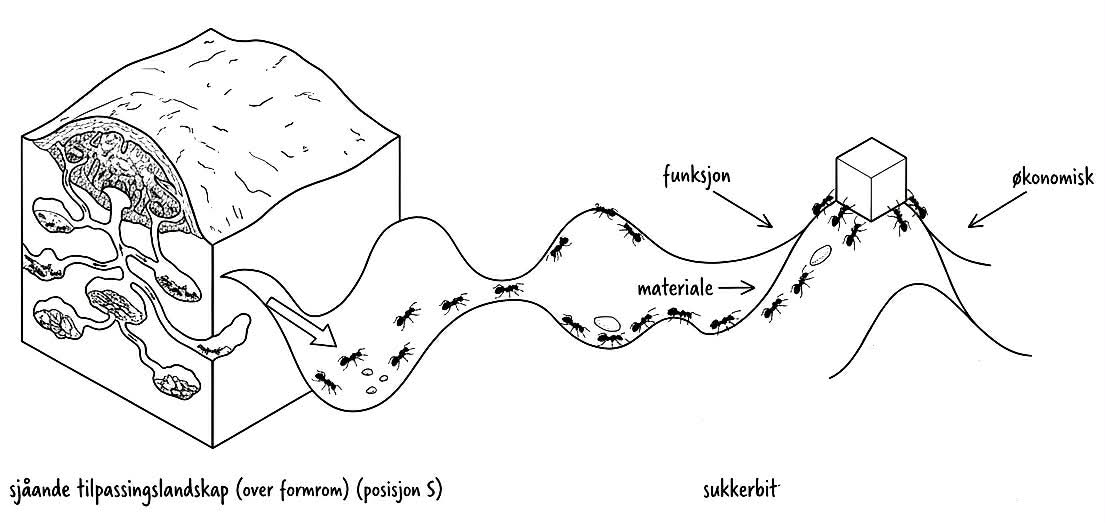 funksjon
økonomisk
materiale
sjåande tilpassingslandskap (over formrom) (posisjon S)
sukkerbit